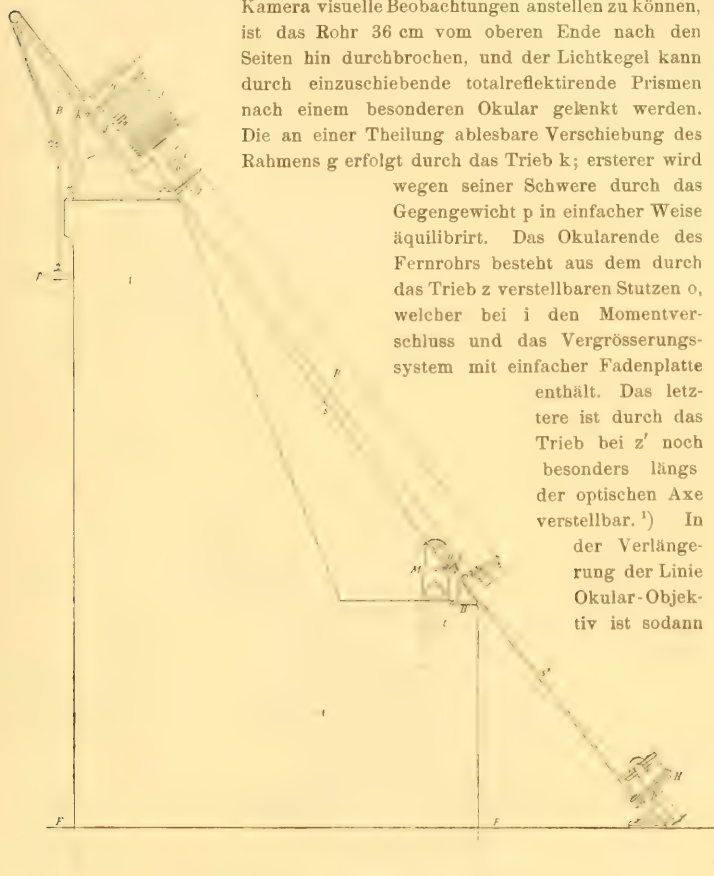 Kamera visuelle Beobachtungen anstellen zu können,
ist das Rohr 36 cm vom oberen Ende nach den
Seiten hin durchbrochen, und der Lichtkegel kann
durch einzuschiebende totalreflektirende Prismen
nach einem besonderen Okular gelenkt werden.
Die an einer Theilung ablesbare Verschiebung des
Rahmens g erfolgt durch das Trieb k; ersterer wird
wegen seiner Schwere durch das
Gegengewicht p in einfacher Weise
äquilibrirt. Das Okularende des
Fernrohrs besteht aus dem durch
das Trieb z verstellbaren Stutzen o,
welcher bei i den Momentver-
schluss und das Vergrösserungs-
system mit einfacher Fadenplatte
enthält. Das letz-
tere ist durch das
Trieb bei z' noch
besonders längs
der optischen Axe
verstellbar. ¹) In
der Verlänge-
rung der Linie
Okular-Objek-
tiv ist sodann
B
P
t
p
s
M
B
t
t
s'
H
F
F